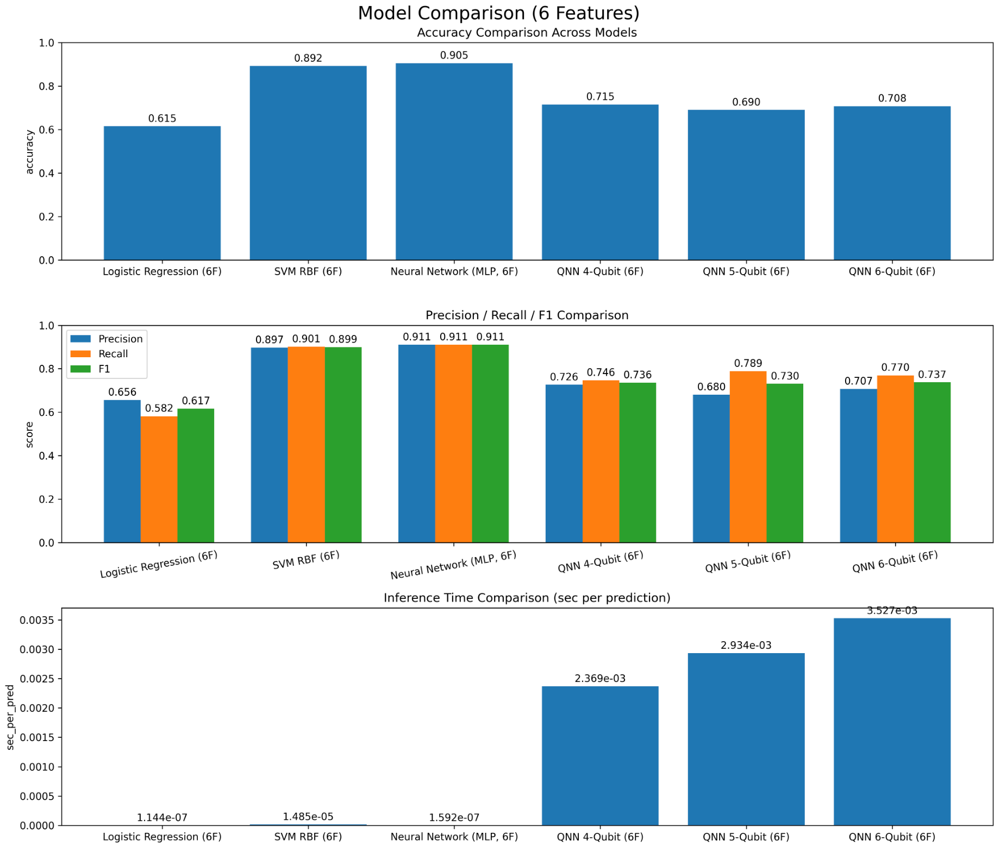 Model Comparison (6 Features)
Accuracy Comparison Across Models
1.0
0.8
0.6
0.4
0.2
0.0
accuracy
0.615
0.892
0.905
0.715
0.690
0.708
Logistic Regression (6F)
SVM RBF (6F)
Neural Network (MLP, 6F)
QNN 4-Qubit (6F)
QNN 5-Qubit (6F)
QNN 6-Qubit (6F)
Precision / Recall / F1 Comparison
1.0
0.8
0.6
0.4
0.2
0.0
score
Precision
Recall
F1
0.656
0.582
0.617
0.897
0.901
0.899
0.911
0.911
0.911
0.726
0.746
0.736
0.680
0.789
0.730
0.707
0.770
0.737
Logistic Regression (6F)
SVM RBF (6F)
Neural Network (MLP, 6F)
QNN 4-Qubit (6F)
QNN 5-Qubit (6F)
QNN 6-Qubit (6F)
Inference Time Comparison (sec per prediction)
0.0035
0.0030
0.0025
0.0020
0.0015
0.0010
0.0005
0.0000
sec_per_pred
1.144e-07
1.485e-05
1.592e-07
2.369e-03
2.934e-03
3.527e-03
Logistic Regression (6F)
SVM RBF (6F)
Neural Network (MLP, 6F)
QNN 4-Qubit (6F)
QNN 5-Qubit (6F)
QNN 6-Qubit (6F)